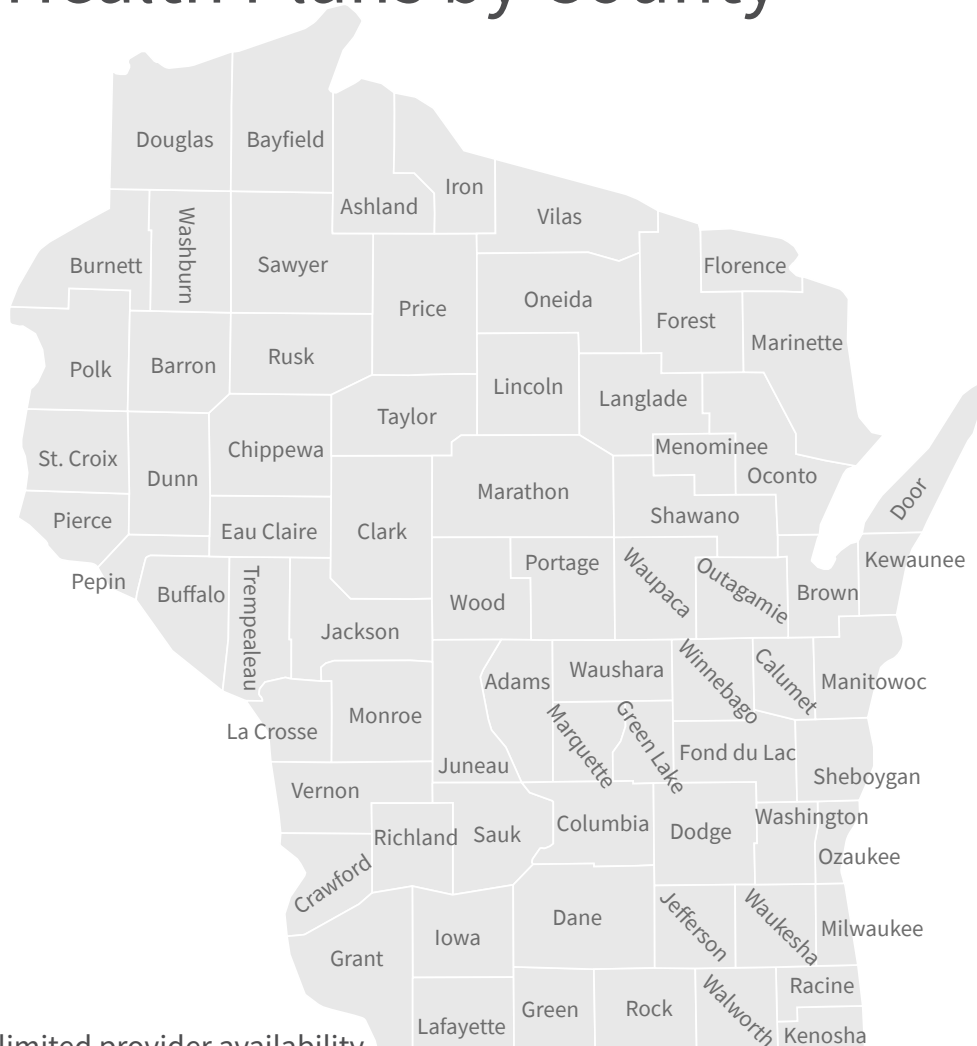 Health Plans by County
Douglas
Bayfield
Ashland
Iron
Vilas
Washburn
Burnett
Sawyer
Price
Oneida
Florence
Forest
Marinette
Polk
Barron
Rusk
Lincoln
Langlade
Taylor
Menominee
St. Croix
Dunn
Chippewa
Marathon
Oconto
Door
Pierce
Eau Claire
Clark
Shawano
Kewaunee
Pepin
Buffalo
Trempealeau
Wood
Portage
Waupaca
Outagamie
Brown
Jackson
Adams
Waushara
Winnebago
Calumet
Manitowoc
La Crosse
Monroe
Juneau
Marquette
Green Lake
Fond du Lac
Sheboygan
Vernon
Richland
Sauk
Columbia
Dodge
Washington
Ozaukee
Crawford
Grant
Iowa
Dane
Jefferson
Waukesha
Milwaukee
Lafayette
Green
Rock
Walworth
Racine
Kenosha
limited provider availability